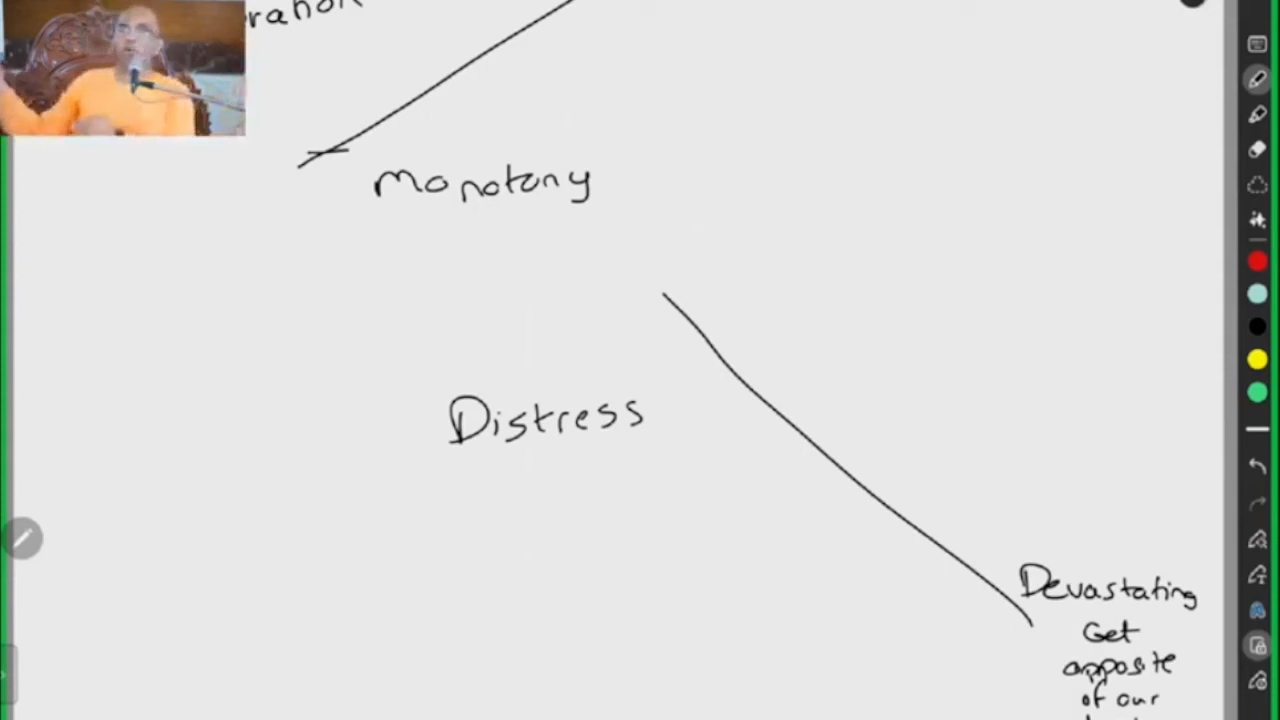 Monotony
Distress
Devastating
Get
opposite
of our